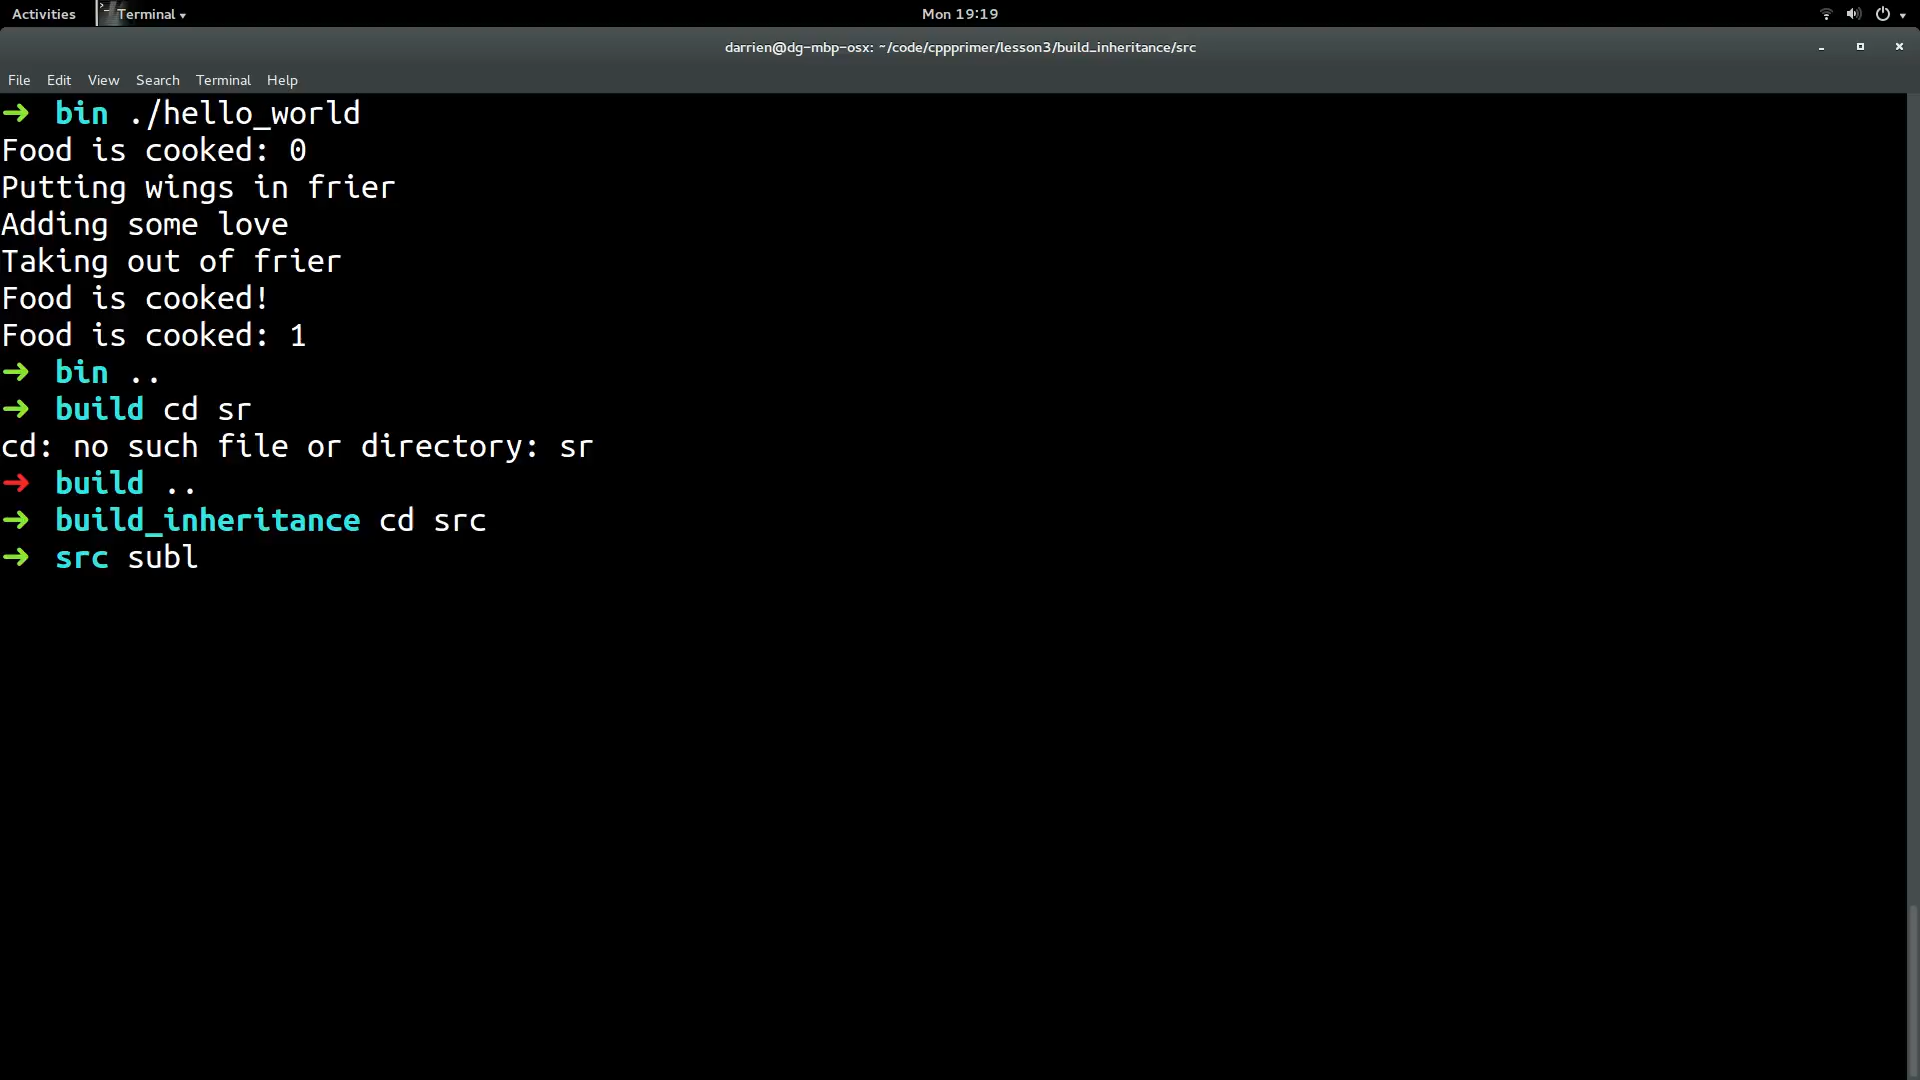 Activities Terminal Mon 19:19
darrien@dg-mbp-osx: ~/code/cppprimer/lesson3/build_inheritance/src
File Edit View Search Terminal Help
➜ bin ./hello_world
Food is cooked: 0
Putting wings in frier
Adding some love
Taking out of frier
Food is cooked!
Food is cooked: 1
➜ bin ..
➜ build cd sr
cd: no such file or directory: sr
➜ build ..
➜ build_inheritance cd src
➜ src subl